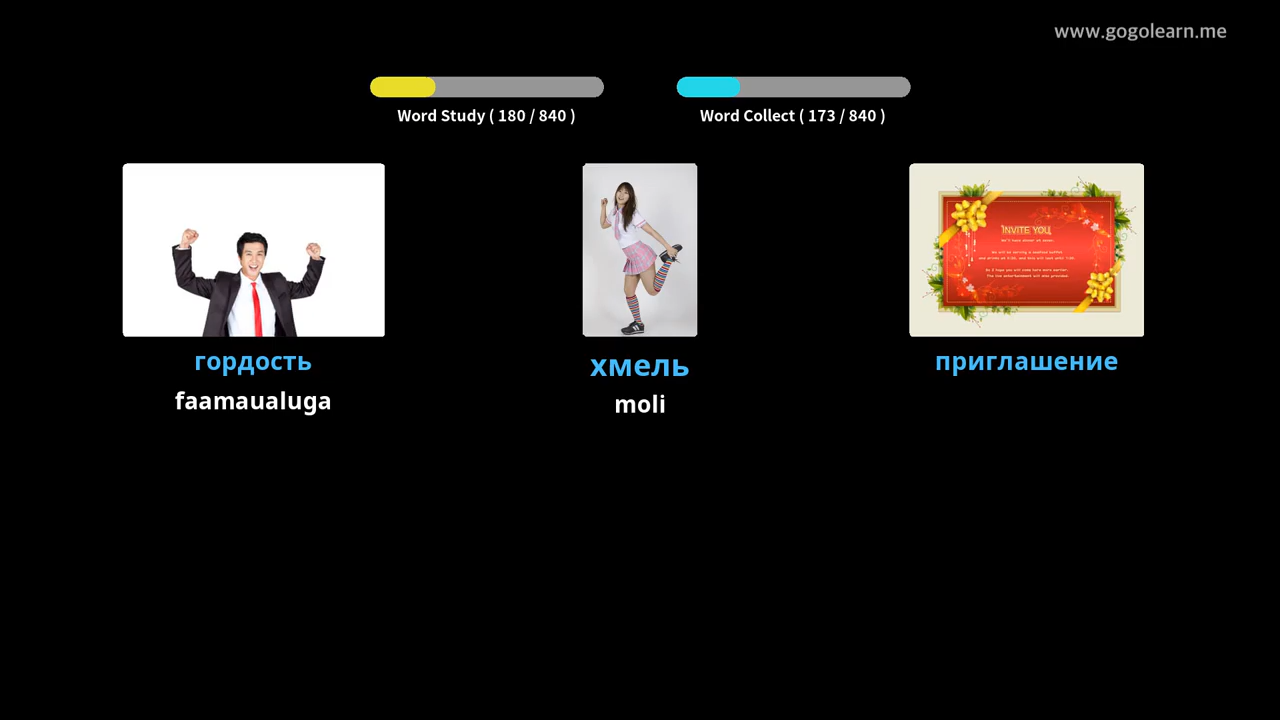 www.gogolearn.me
Word Study ( 180 / 840 )
Word Collect ( 173 / 840 )
INVITE YOU
гордость
faamaualuga
хмель
moli
приглашение